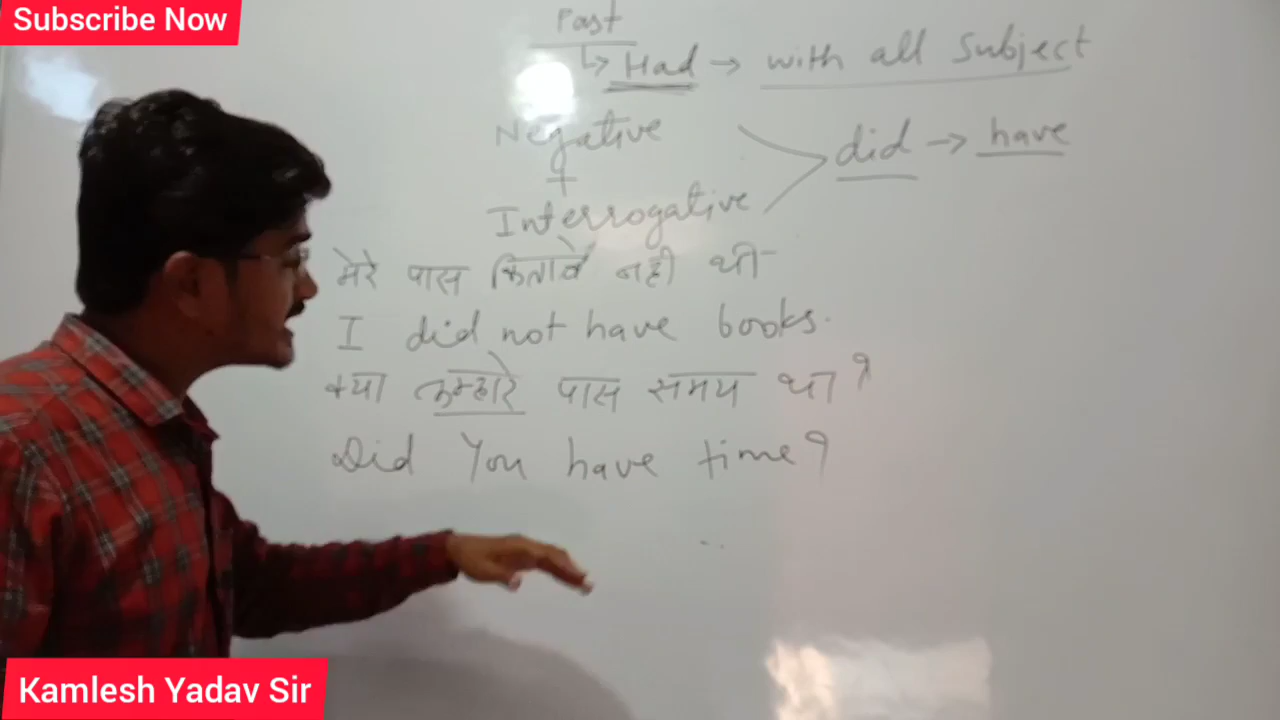 Subscribe Now
Past
↳ Had → with all Subject
Negative
+
Interrogative
did → have
मेरे पास किताबें नही थी
I did not have books.
क्या तुम्हारे पास समय था ?
Did You have time?
Kamlesh Yadav Sir